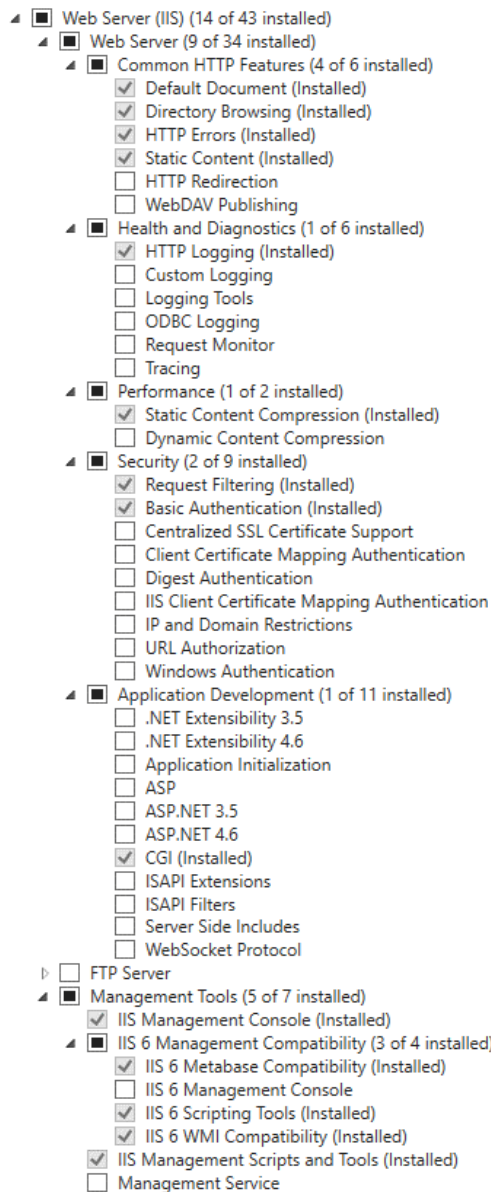 Web Server (IIS) (14 of 43 installed)
Web Server (9 of 34 installed)
Common HTTP Features (4 of 6 installed)
Default Document (Installed)
Directory Browsing (Installed)
HTTP Errors (Installed)
Static Content (Installed)
HTTP Redirection
WebDAV Publishing
Health and Diagnostics (1 of 6 installed)
HTTP Logging (Installed)
Custom Logging
Logging Tools
ODBC Logging
Request Monitor
Tracing
Performance (1 of 2 installed)
Static Content Compression (Installed)
Dynamic Content Compression
Security (2 of 9 installed)
Request Filtering (Installed)
Basic Authentication (Installed)
Centralized SSL Certificate Support
Client Certificate Mapping Authentication
Digest Authentication
IIS Client Certificate Mapping Authentication
IP and Domain Restrictions
URL Authorization
Windows Authentication
Application Development (1 of 11 installed)
.NET Extensibility 3.5
.NET Extensibility 4.6
Application Initialization
ASP
ASP.NET 3.5
ASP.NET 4.6
CGI (Installed)
ISAPI Extensions
ISAPI Filters
Server Side Includes
WebSocket Protocol
FTP Server
Management Tools (5 of 7 installed)
IIS Management Console (Installed)
IIS 6 Management Compatibility (3 of 4 installed)
IIS 6 Metabase Compatibility (Installed)
IIS 6 Management Console
IIS 6 Scripting Tools (Installed)
IIS 6 WMI Compatibility (Installed)
IIS Management Scripts and Tools (Installed)
Management Service